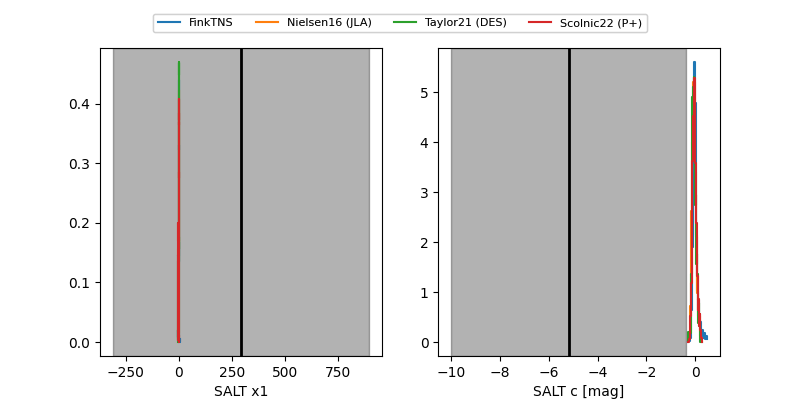 FinkTNS Nielsen16 (JLA) Taylor21 (DES) Scolnic22 (P+)
0.4
0.3
0.2
0.1
0.0
−250 0 250 500 750
SALT x1
5
4
3
2
1
0
−10 −8 −6 −4 −2 0
SALT c [mag]